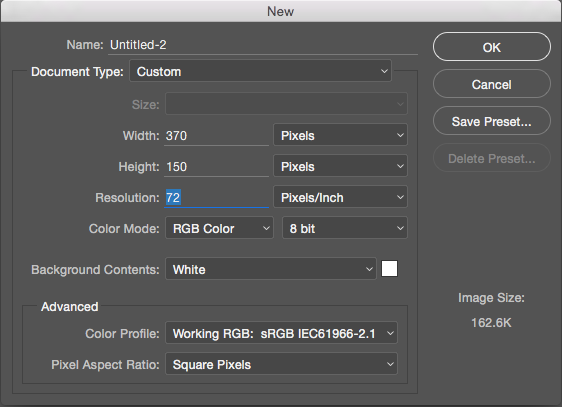 New
Name: Untitled-2
OK
Document Type: Custom
Cancel
Size:
Width: 370 Pixels
Save Preset...
Height: 150 Pixels
Delete Preset...
Resolution: 72 Pixels/Inch
Color Mode: RGB Color 8 bit
Background Contents: White
Image Size:
162.6K
Advanced
Color Profile: Working RGB: sRGB IEC61966-2.1
Pixel Aspect Ratio: Square Pixels